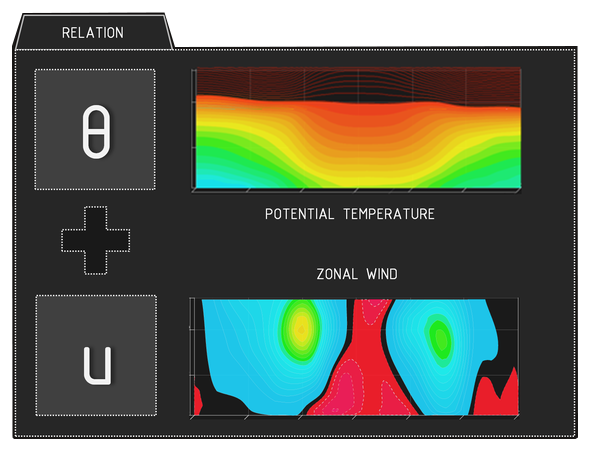 RELATION
θ
POTENTIAL TEMPERATURE
ZONAL WIND
u